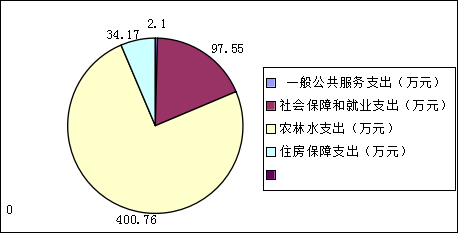 2.1
34.17
97.55
一般公共服务支出（万元）
社会保障和就业支出（万元）
农林水支出（万元）
住房保障支出（万元）
0
400.76